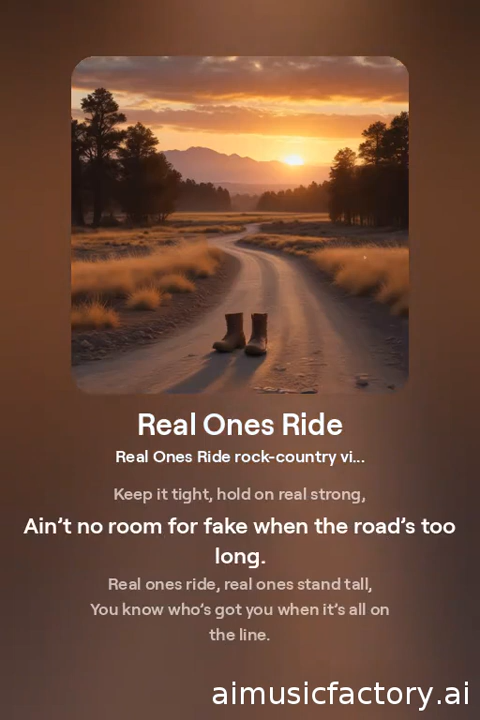 Real Ones Ride
Real Ones Ride rock-country vi...
Keep it tight, hold on real strong,
Ain’t no room for fake when the road’s too
long.
Real ones ride, real ones stand tall,
You know who’s got you when it’s all on
the line.
aimusicfactory.ai